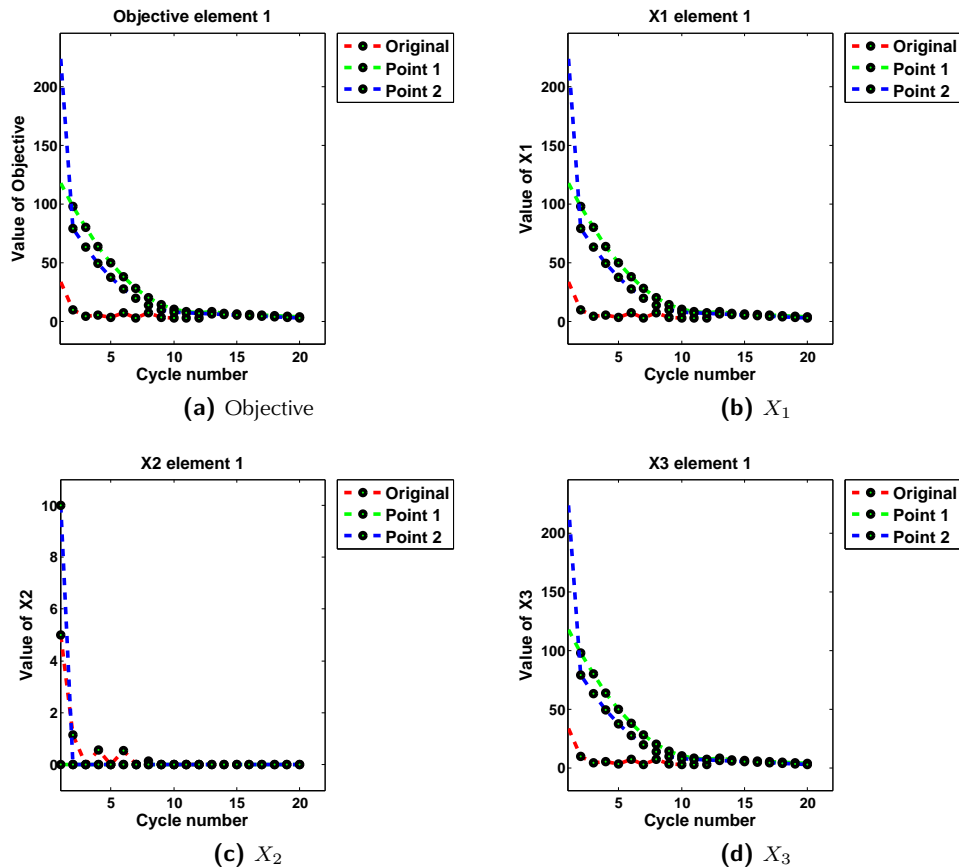 Objective element 1
Original
Point 1
Point 2
200
150
100
50
0
Value of Objective
5
10
15
20
Cycle number
(a) Objective
X1 element 1
Original
Point 1
Point 2
200
150
100
50
0
Value of X1
5
10
15
20
Cycle number
(b) X1
X2 element 1
Original
Point 1
Point 2
10
8
6
4
2
0
Value of X2
5
10
15
20
Cycle number
(c) X2
X3 element 1
Original
Point 1
Point 2
200
150
100
50
0
Value of X3
5
10
15
20
Cycle number
(d) X3